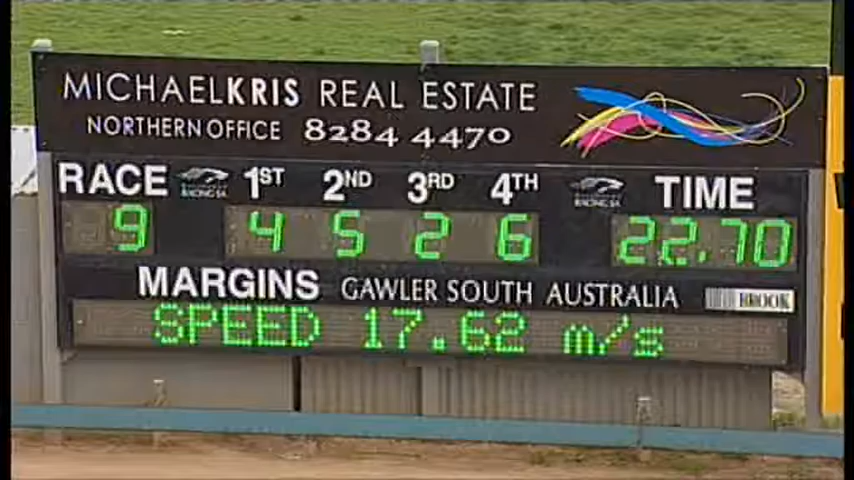 MICHAELKRIS REAL ESTATE
NORTHERN OFFICE 8284 4470
RACE 1ST 2ND 3RD 4TH TIME
9 4 5 2 6 22.70
MARGINS GAWLER SOUTH AUSTRALIA BROOK
SPEED 17.62 m/s